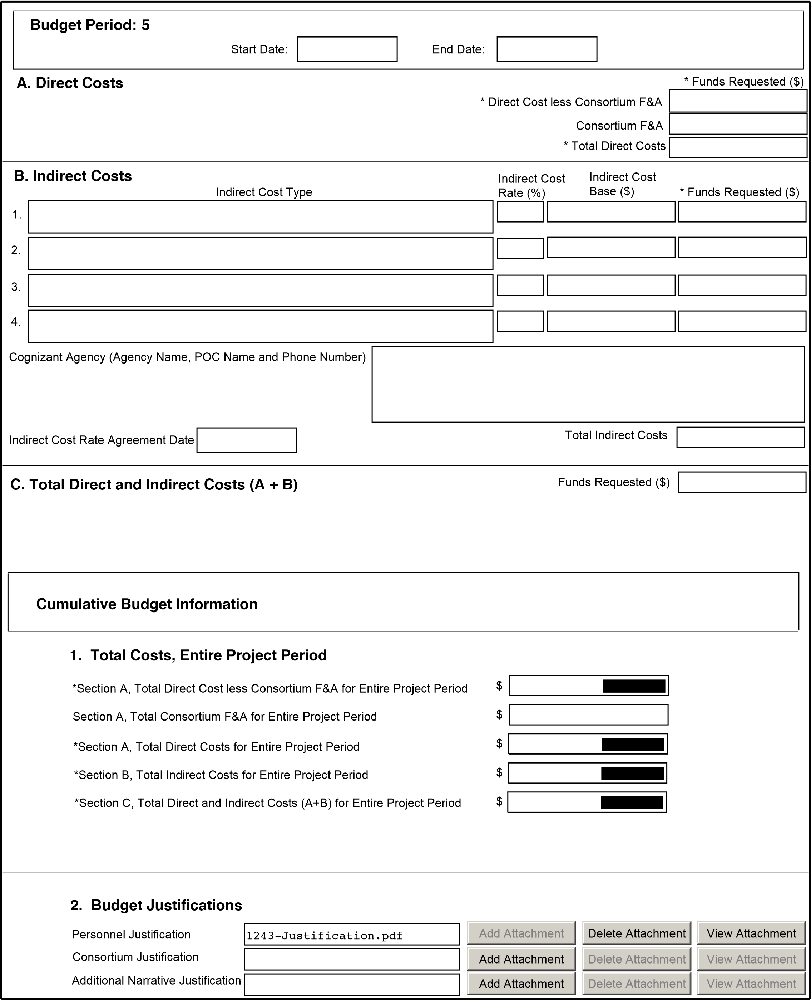 Budget Period: 5
Start Date: End Date:
A. Direct Costs
* Funds Requested ($)
* Direct Cost less Consortium F&A
Consortium F&A
* Total Direct Costs
B. Indirect Costs
Indirect Cost Type
Indirect Cost
Rate (%)
Indirect Cost
Base ($)
* Funds Requested ($)
1.
2.
3.
4.
Cognizant Agency (Agency Name, POC Name and Phone Number)
Indirect Cost Rate Agreement Date
Total Indirect Costs
C. Total Direct and Indirect Costs (A + B)
Funds Requested ($)
Cumulative Budget Information
1. Total Costs, Entire Project Period
*Section A, Total Direct Cost less Consortium F&A for Entire Project Period $
Section A, Total Consortium F&A for Entire Project Period $
*Section A, Total Direct Costs for Entire Project Period $
*Section B, Total Indirect Costs for Entire Project Period $
*Section C, Total Direct and Indirect Costs (A+B) for Entire Project Period $
2. Budget Justifications
Personnel Justification 1243-Justification.pdf Add Attachment Delete Attachment View Attachment
Consortium Justification Add Attachment Delete Attachment View Attachment
Additional Narrative Justification Add Attachment Delete Attachment View Attachment